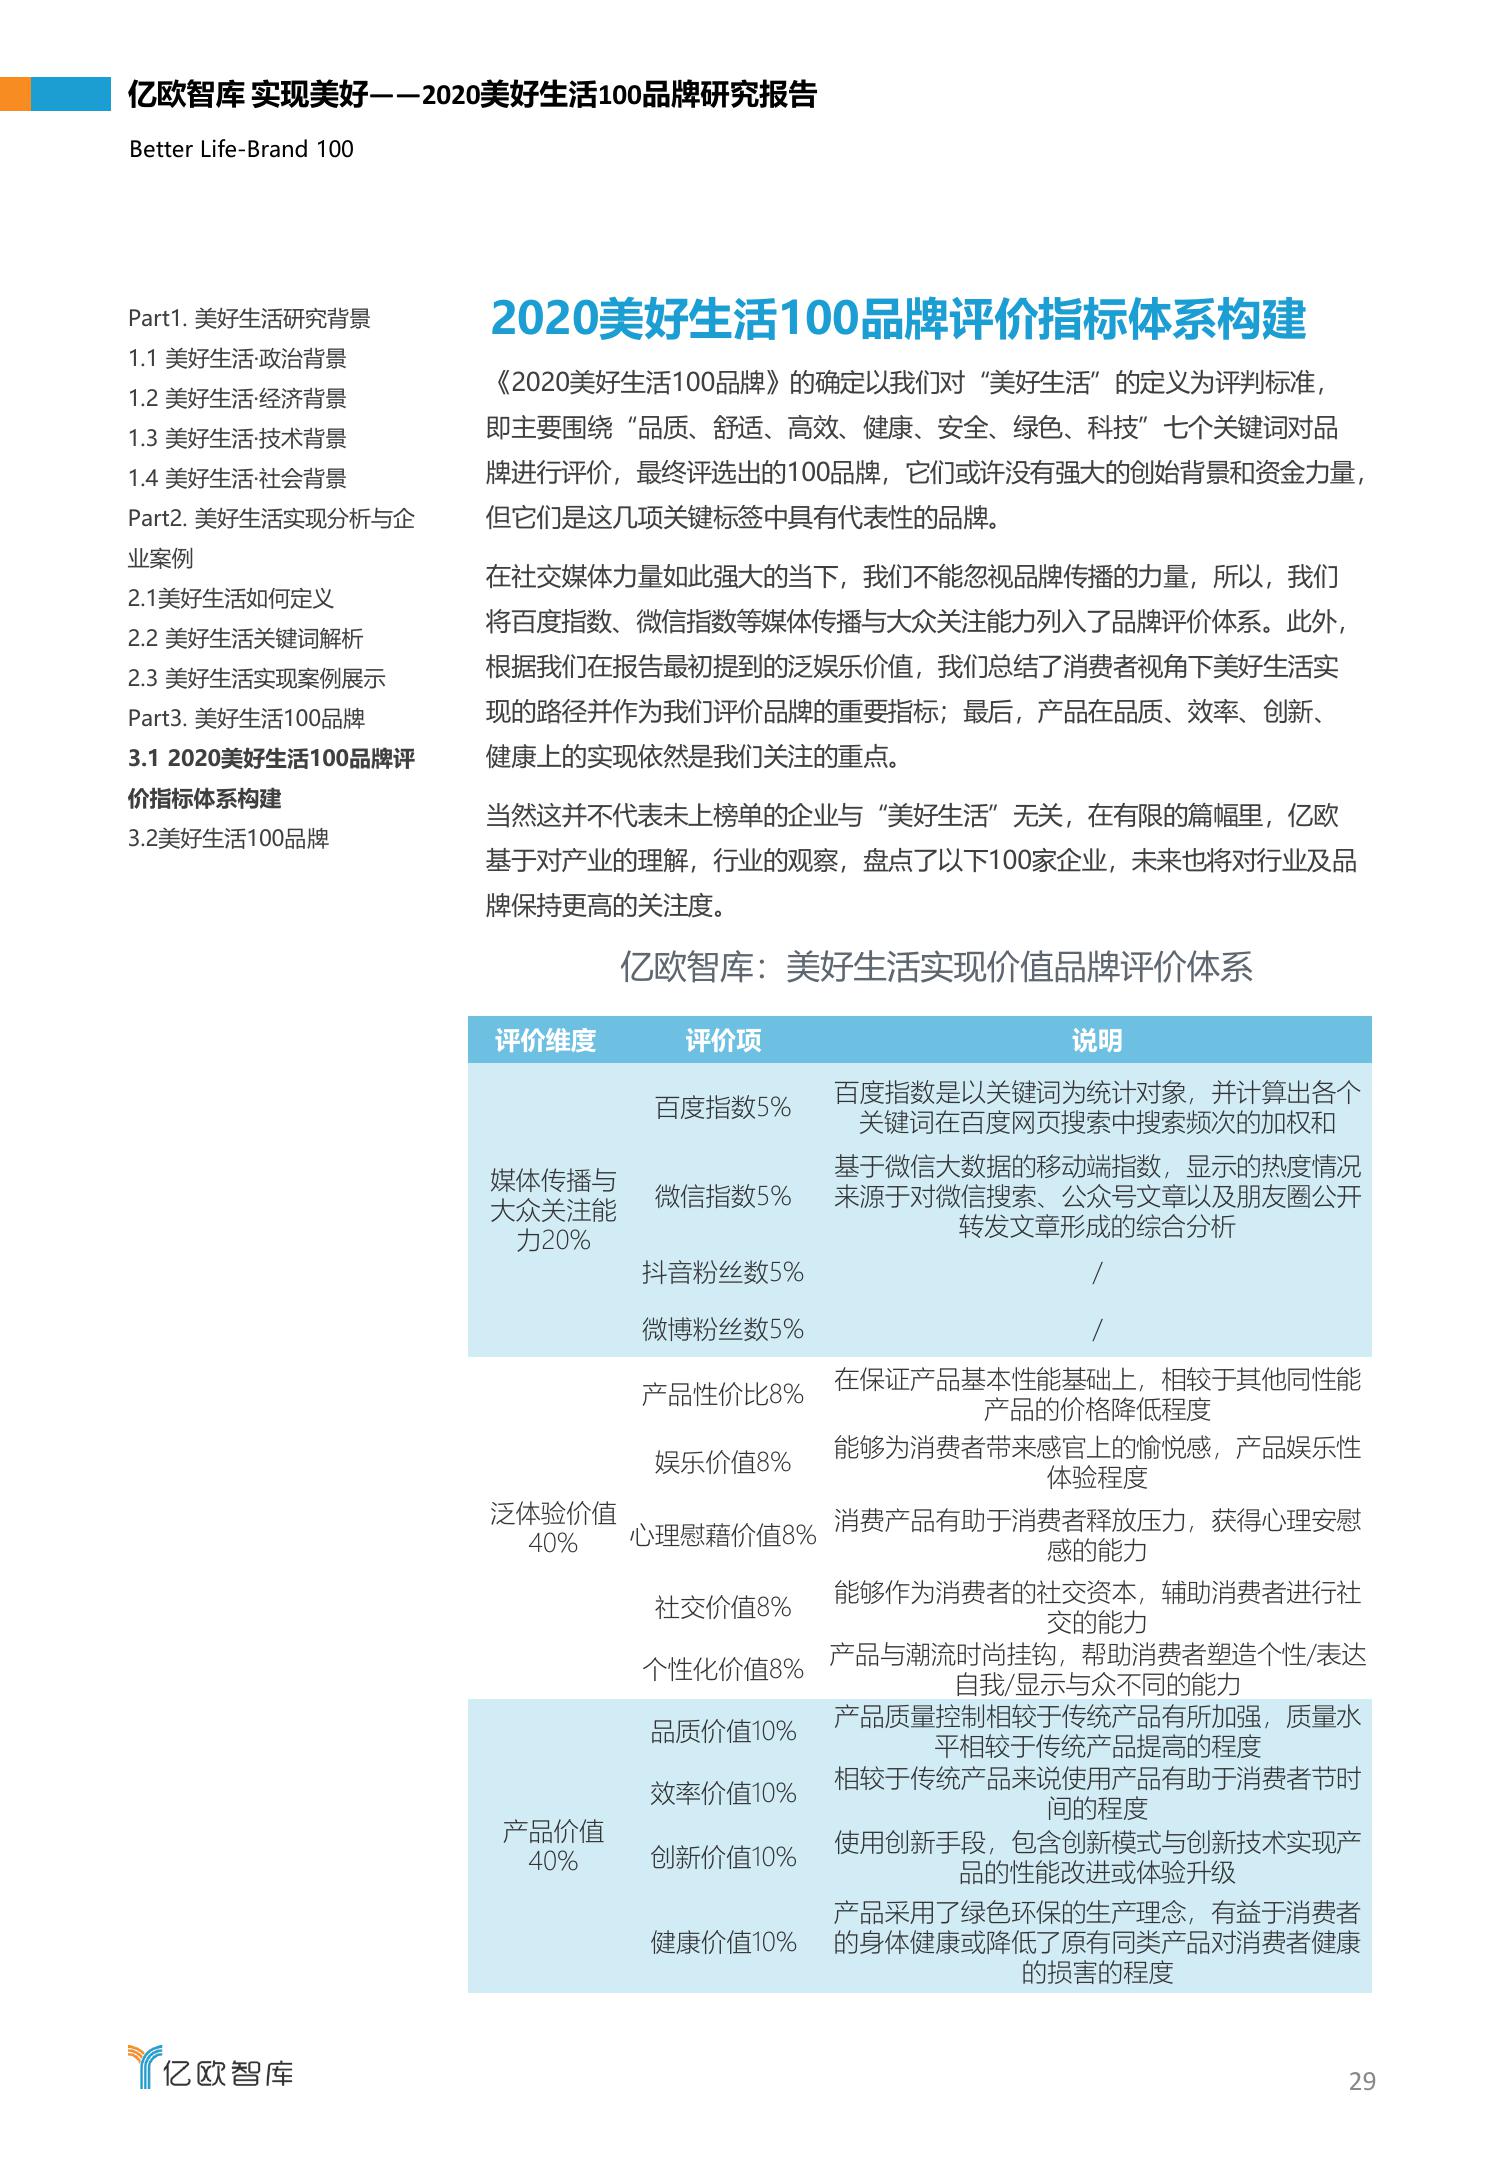 亿欧智库 实现美好——2020美好生活100品牌研究报告
Better Life-Brand 100
Part1. 美好生活研究背景
1.1 美好生活·政治背景
1.2 美好生活·经济背景
1.3 美好生活·技术背景
1.4 美好生活·社会背景
Part2. 美好生活实现分析与企
业案例
2.1美好生活如何定义
2.2 美好生活关键词解析
2.3 美好生活实现案例展示
Part3. 美好生活100品牌
3.1 2020美好生活100品牌评
价指标体系构建
3.2美好生活100品牌
2020美好生活100品牌评价指标体系构建
《2020美好生活100品牌》的确定以我们对“美好生活”的定义为评判标准，
即主要围绕“品质、舒适、高效、健康、安全、绿色、科技”七个关键词对品
牌进行评价，最终评选出的100品牌，它们或许没有强大的创始背景和资金力量，
但它们是这几项关键标签中具有代表性的品牌。
在社交媒体力量如此强大的当下，我们不能忽视品牌传播的力量，所以，我们
将百度指数、微信指数等媒体传播与大众关注能力列入了品牌评价体系。此外，
根据我们在报告最初提到的泛娱乐价值，我们总结了消费者视角下美好生活实
现的路径并作为我们评价品牌的重要指标；最后，产品在品质、效率、创新、
健康上的实现依然是我们关注的重点。
当然这并不代表未上榜单的企业与“美好生活”无关，在有限的篇幅里，亿欧
基于对产业的理解，行业的观察，盘点了以下100家企业，未来也将对行业及品
牌保持更高的关注度。
亿欧智库：美好生活实现价值品牌评价体系
评价维度 评价项 说明
媒体传播与
大众关注能
力20%
百度指数5%
百度指数是以关键词为统计对象，并计算出各个
关键词在百度网页搜索中搜索频次的加权和
微信指数5%
基于微信大数据的移动端指数，显示的热度情况
来源于对微信搜索、公众号文章以及朋友圈公开
转发文章形成的综合分析
抖音粉丝数5% /
微博粉丝数5% /
泛体验价值
40%
产品性价比8%
在保证产品基本性能基础上，相较于其他同性能
产品的价格降低程度
娱乐价值8%
能够为消费者带来感官上的愉悦感，产品娱乐性
体验程度
心理慰藉价值8%
消费产品有助于消费者释放压力，获得心理安慰
感的能力
社交价值8%
能够作为消费者的社交资本，辅助消费者进行社
交的能力
个性化价值8%
产品与潮流时尚挂钩，帮助消费者塑造个性/表达
自我/显示与众不同的能力
产品价值
40%
品质价值10%
产品质量控制相较于传统产品有所加强，质量水
平相较于传统产品提高的程度
效率价值10%
相较于传统产品来说使用产品有助于消费者节时
间的程度
创新价值10%
使用创新手段，包含创新模式与创新技术实现产
品的性能改进或体验升级
健康价值10%
产品采用了绿色环保的生产理念，有益于消费者
的身体健康或降低了原有同类产品对消费者健康
的损害的程度
亿欧智库
29